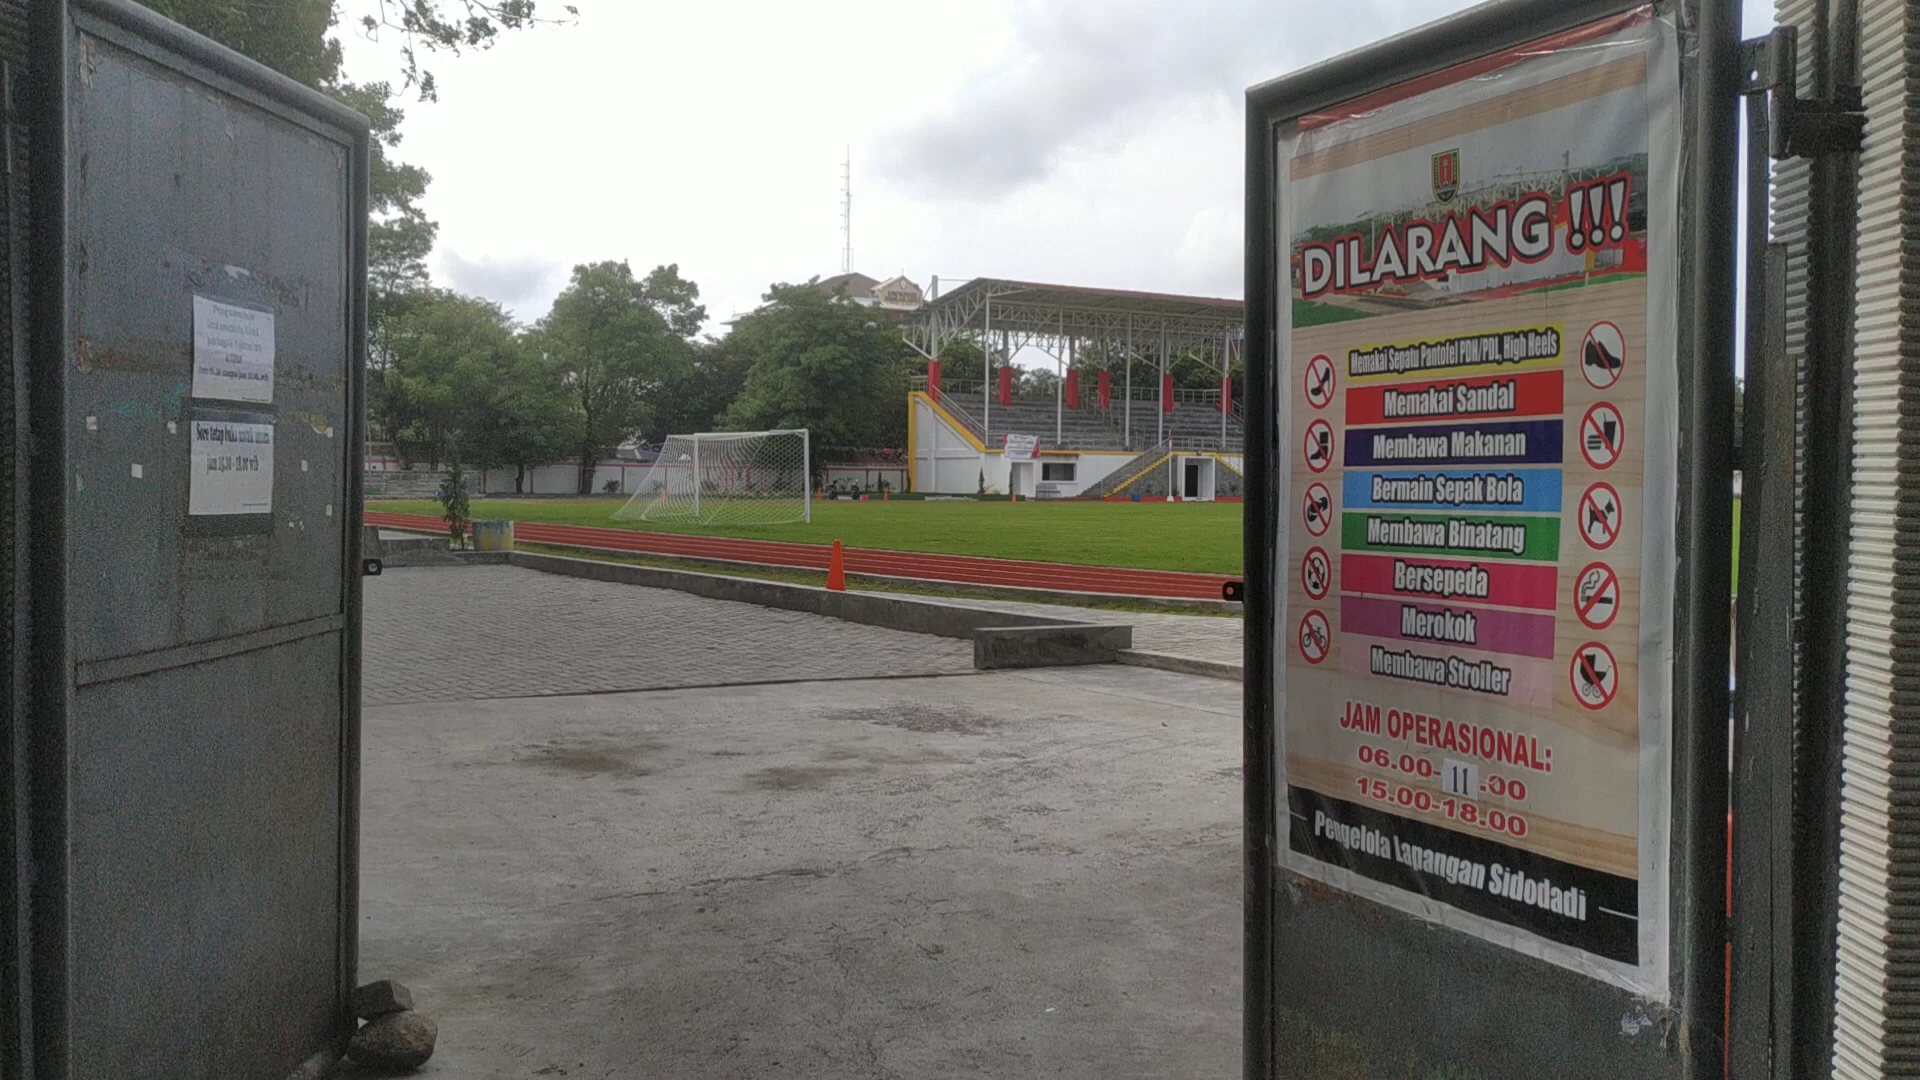 Pengumuman
Sore tetap buka untuk umum
jam 15.00 - 18.00 wib
DILARANG !!!
Memakai Sepatu Pantofel PDH/PDL, High Heels
Memakai Sandal
Membawa Makanan
Bermain Sepak Bola
Membawa Binatang
Bersepeda
Merokok
Membawa Stroller
JAM OPERASIONAL:
06.00-11.00
15.00-18.00
Pengelola Lapangan Sidodadi